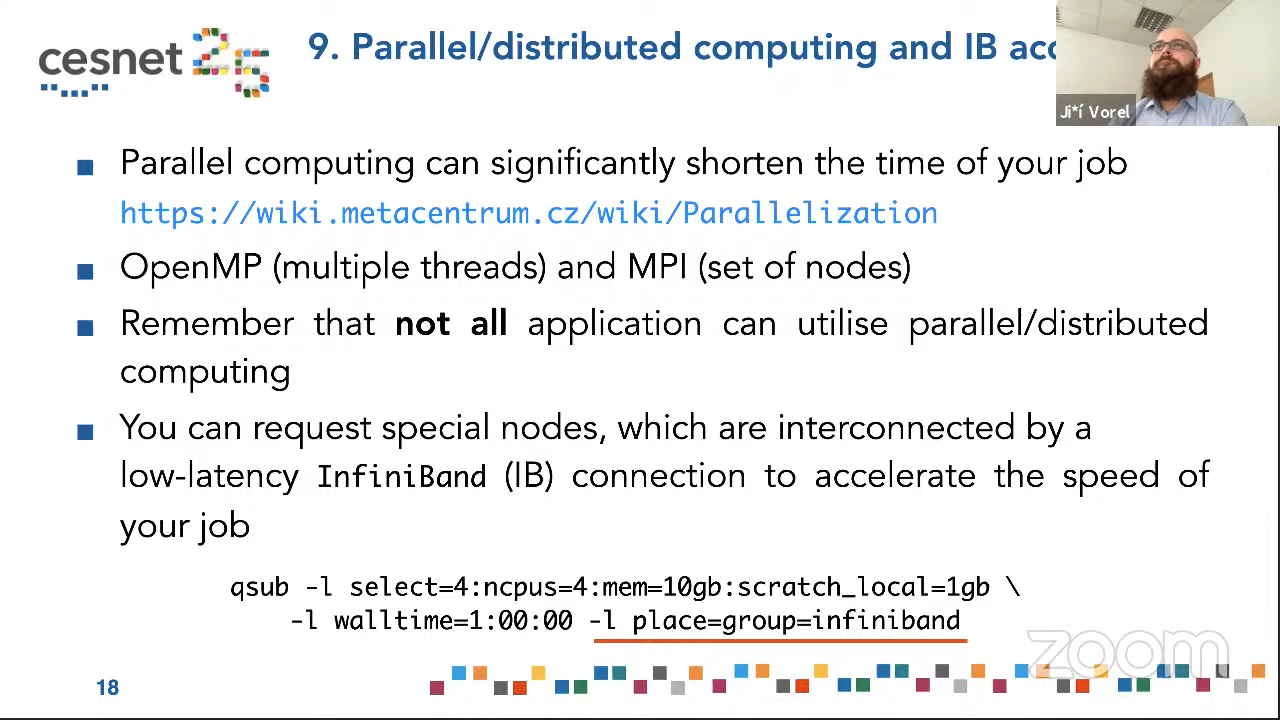 cesnet 25
9. Parallel/distributed computing and IB acc
Ji*í Vorel
Parallel computing can significantly shorten the time of your job
https://wiki.metacentrum.cz/wiki/Parallelization
OpenMP (multiple threads) and MPI (set of nodes)
Remember that not all application can utilise parallel/distributed
computing
You can request special nodes, which are interconnected by a
low-latency InfiniBand (IB) connection to accelerate the speed of
your job
qsub -l select=4:ncpus=4:mem=10gb:scratch_local=1gb \
-l walltime=1:00:00 -l place=group=infiniband
zoom
18